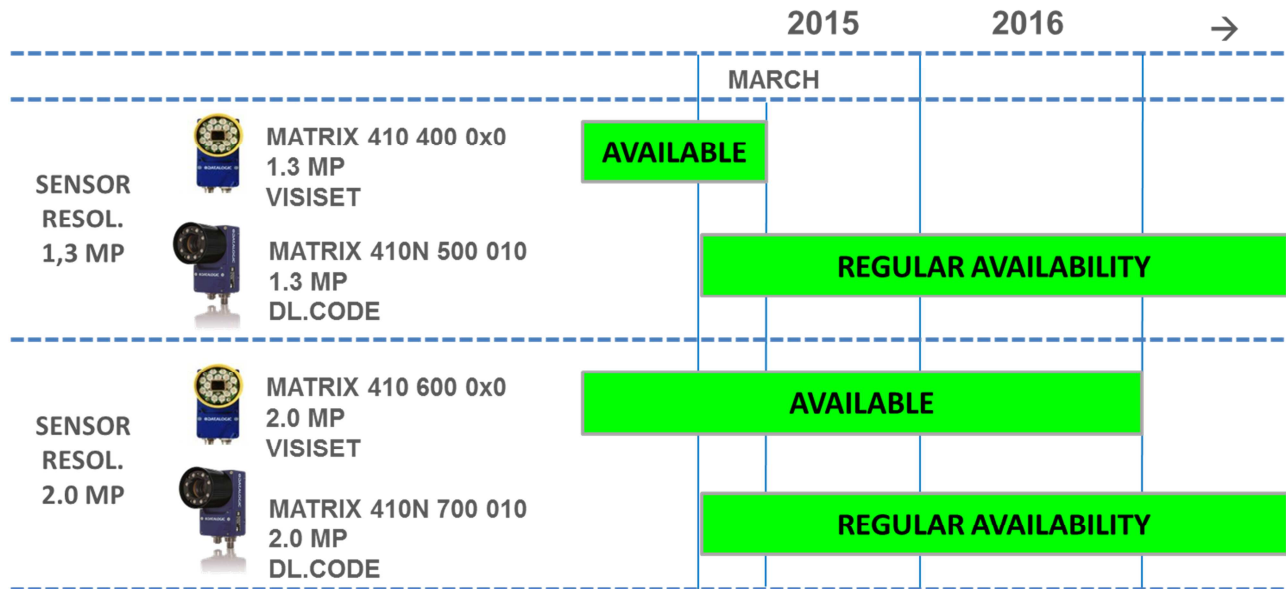 2015 2016 →
MARCH
SENSOR
RESOL.
1,3 MP
MATRIX 410 400 0x0
1.3 MP
VISISET
AVAILABLE
MATRIX 410N 500 010
1.3 MP
DL.CODE
REGULAR AVAILABILITY
SENSOR
RESOL.
2.0 MP
MATRIX 410 600 0x0
2.0 MP
VISISET
AVAILABLE
MATRIX 410N 700 010
2.0 MP
DL.CODE
REGULAR AVAILABILITY